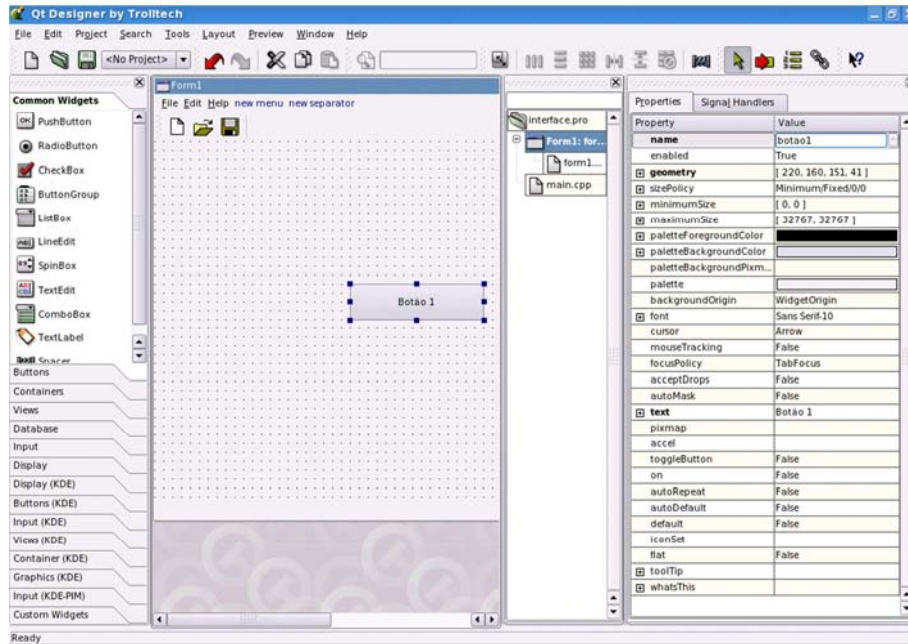 Qt Designer by Trolltech
File Edit Project Search Tools Layout Preview Window Help
<No Project>
Common Widgets
PushButton
RadioButton
CheckBox
ButtonGroup
ListBox
LineEdit
SpinBox
TextEdit
ComboBox
TextLabel
Spacer
Buttons
Containers
Views
Database
Input
Display
Display (KDE)
Buttons (KDE)
Input (KDE)
Views (KDE)
Container (KDE)
Graphics (KDE)
Input (KDE-PIM)
Custom Widgets
Form1
File Edit Help new menu new separator
Botão 1
interface.pro
Form1: for...
form1...
main.cpp
Properties Signal Handlers
Property Value
name botao1
enabled True
geometry [ 220, 160, 151, 41 ]
sizePolicy Minimum/Fixed/0/0
minimumSize [ 0, 0 ]
maximumSize [ 32767, 32767 ]
paletteForegroundColor
paletteBackgroundColor
paletteBackgroundPixm...
palette
backgroundOrigin WidgetOrigin
font Sans Serif-10
cursor Arrow
mouseTracking False
focusPolicy TabFocus
acceptDrops False
autoMask False
text Botão 1
pixmap
accel
toggleButton False
on False
autoRepeat False
autoDefault False
default False
iconSet
flat False
toolTip
whatsThis
Ready